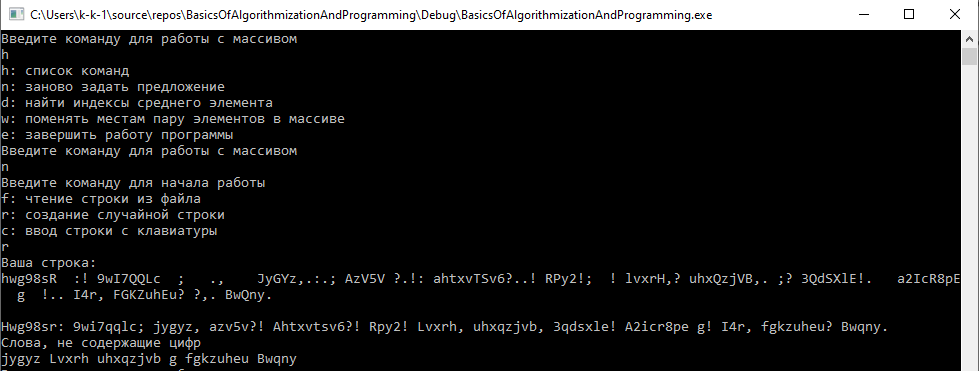 C:\Users\k-k-1\source\repos\BasicsOfAlgorithmizationAndProgramming\Debug\BasicsOfAlgorithmizationAndProgramming.exe
Введите команду для работы с массивом
h
h: список команд
n: заново задать предложение
d: найти индексы среднего элемента
w: поменять местам пару элементов в массиве
e: завершить работу программы
Введите команду для работы с массивом
n
Введите команду для начала работы
f: чтение строки из файла
r: создание случайной строки
c: ввод строки с клавиатуры
r
Ваша строка:
hwg98sR  :! 9wI7QQLc  ;   .,    JyGYz,.:.; AzV5V ?.!: ahtxvTSv6?..! RPy2!;  ! lvxrH,? uhxQzjVB,. ;? 3QdSXlE!.   a2IcR8pE
  g  !.. I4r, FGKZuhEu? ?,. BwQny.
Hwg98sr: 9wi7qqlc; jygyz, azv5v?! Ahtxvtsv6?! Rpy2! Lvxrh, uhxqzjvb, 3qdsxle! A2icr8pe g! I4r, fgkzuheu? Bwqny.
Слова, не содержащие цифр
jygyz Lvxrh uhxqzjvb g fgkzuheu Bwqny